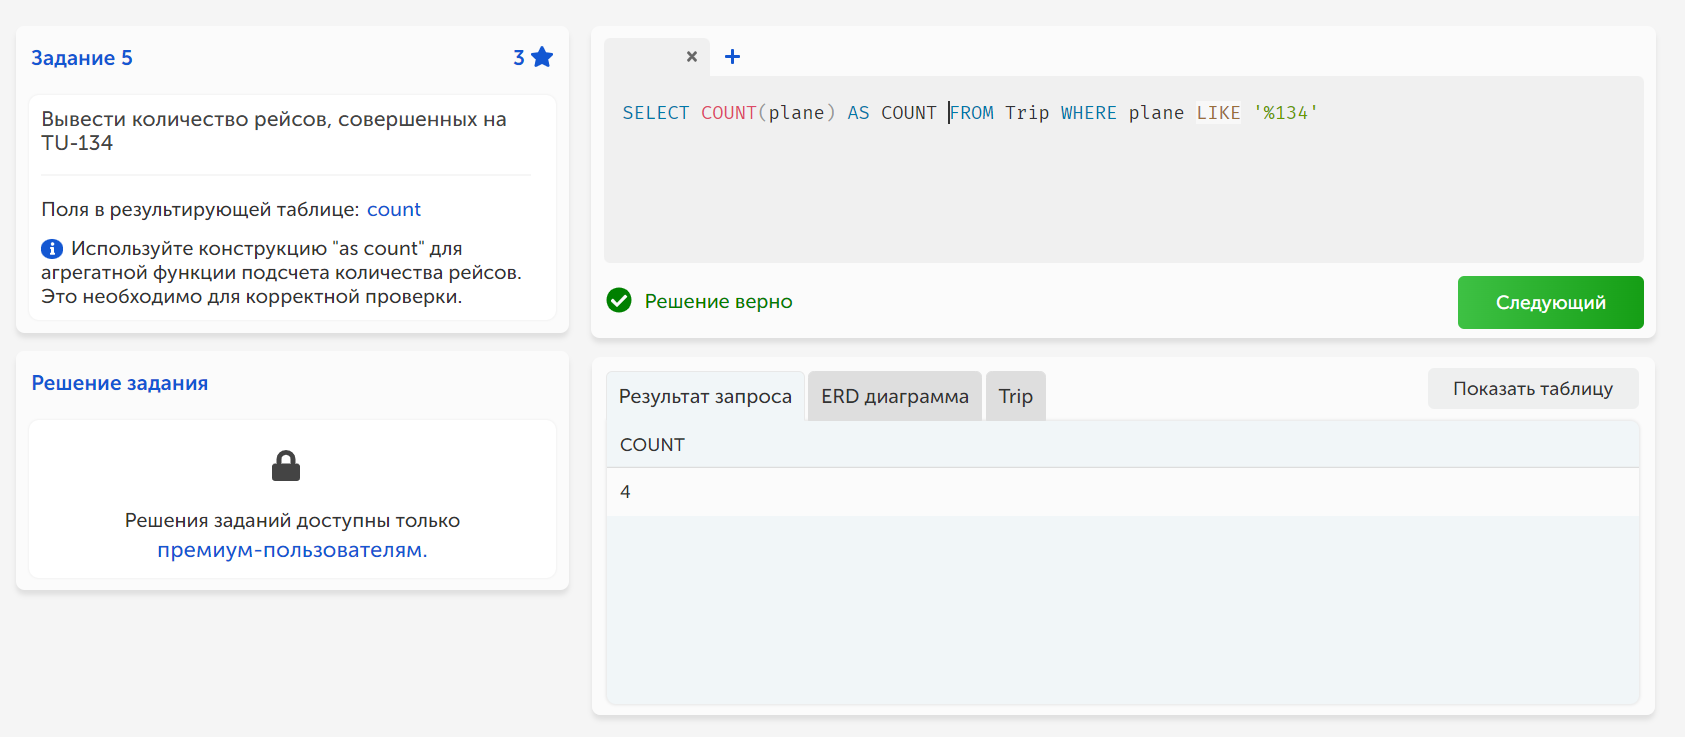 Задание 5
3
Вывести количество рейсов, совершенных на
TU-134
Поля в результирующей таблице: count
Используйте конструкцию "as count" для
агрегатной функции подсчета количества рейсов.
Это необходимо для корректной проверки.
Решение задания
Решения заданий доступны только
премиум-пользователям.
SELECT COUNT(plane) AS COUNT FROM Trip WHERE plane LIKE '%134'
Решение верно
Следующий
Результат запроса
ERD диаграмма
Trip
Показать таблицу
COUNT
4